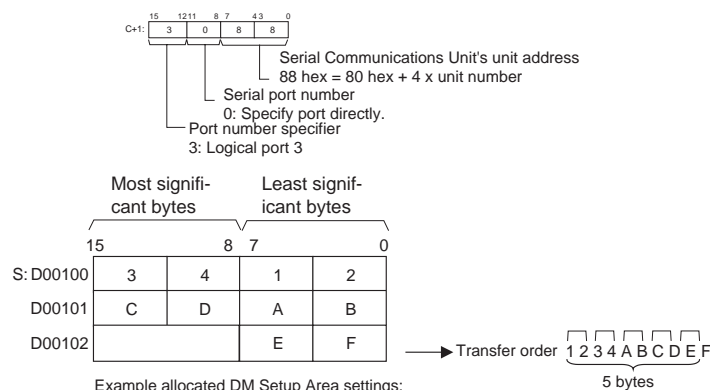 15 12 11 8 7 4 3 0
C+1: 3 0 8 8
Serial Communications Unit's unit address
88 hex = 80 hex + 4 x unit number
Serial port number
0: Specify port directly.
Port number specifier
3: Logical port 3
Most signifi- Least signif-
cant bytes icant bytes
15 8 7 0
S: D00100 3 4 1 2
D00101 C D A B
D00102 E F
Transfer order 1 2 3 4 A B C D E F
5 bytes
Example allocated DM Setup Area settings: